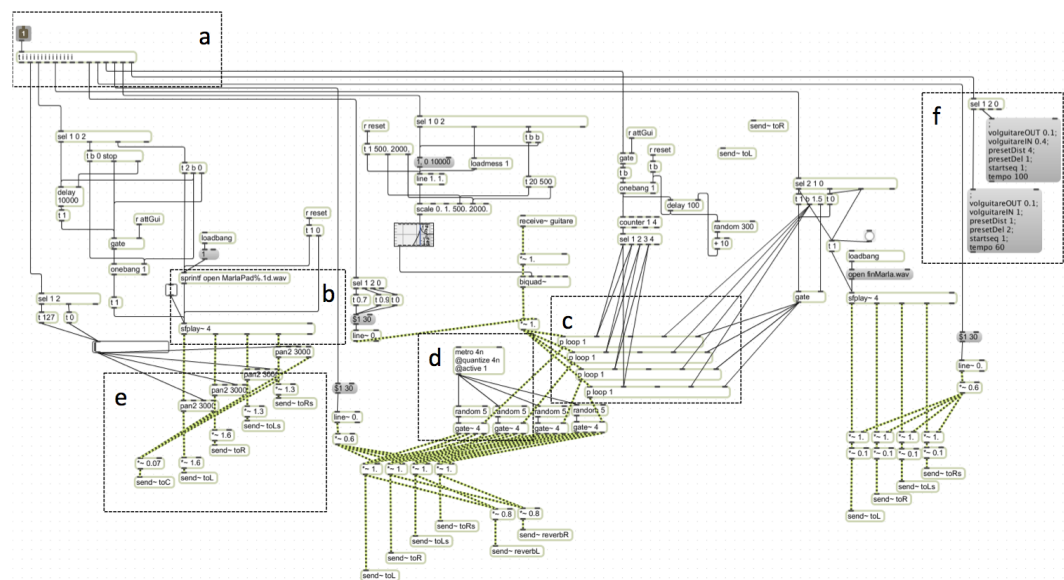 a
1
t i i i i i i i i i i i i i i
f
sel 1 2 0
;
volguitareOUT 0.1;
volguitareIN 0.4;
presetDist 4;
presetDel 1;
startseq 1;
tempo 100
;
volguitareOUT 0.1;
volguitareIN 1;
presetDist 1;
presetDel 2;
startseq 1;
tempo 60
sel 1 0 2
t b 0 stop
t 2 b 0
delay
10000
t 1
r attGui
gate
onebang 1
t 1
loadbang
1
r reset
t 1 0
sel 1 2
t 127
t 0
b
sprintf open MarlaPad%.1d.wav
sfplay~ 4
pan2 3000
pan2 3000
pan2 3000
pan2 3000
e
*~ 1.3
send~ toRs
*~ 1.3
send~ toLs
*~ 1.6
send~ toR
*~ 0.07
*~ 1.6
send~ toC
send~ toL
r reset
t 1 500. 2000.
sel 1 0 2
0 10000
loadmess 1
line 1. 1.
t b b
t 20 500
scale 0. 1. 500. 2000.
receive~ guitare
*~ 1.
biquad~
*~ 1.
sel 1 2 0
t 0.7
t 0.9
t 0
$1 30
line~ 0.
$1 30
line~ 0.
*~ 0.6
r attGui
gate
r reset
t b
t b
onebang 1
delay 100
counter 1 4
random 300
+ 10
sel 1 2 3 4
send~ toR
send~ toL
c
p loop 1
p loop 1
p loop 1
p loop 1
d
metro 4n
@quantize 4n
@active 1
random 5
random 5
random 5
random 5
gate~ 4
gate~ 4
gate~ 4
gate~ 4
*~ 1.
*~ 1.
*~ 1.
*~ 1.
*~ 0.8
*~ 0.8
send~ toRs
send~ reverbR
send~ toLs
send~ reverbL
send~ toR
send~ toL
sel 2 1 0
t 1 b 1.5
t 0
t 1
gate
loadbang
open finMarla.wav
sfplay~ 4
$1 30
line~ 0.
*~ 0.6
*~ 1.
*~ 1.
*~ 1.
*~ 1.
*~ 0.1
*~ 0.1
*~ 0.1
*~ 0.1
send~ toRs
send~ toLs
send~ toR
send~ toL